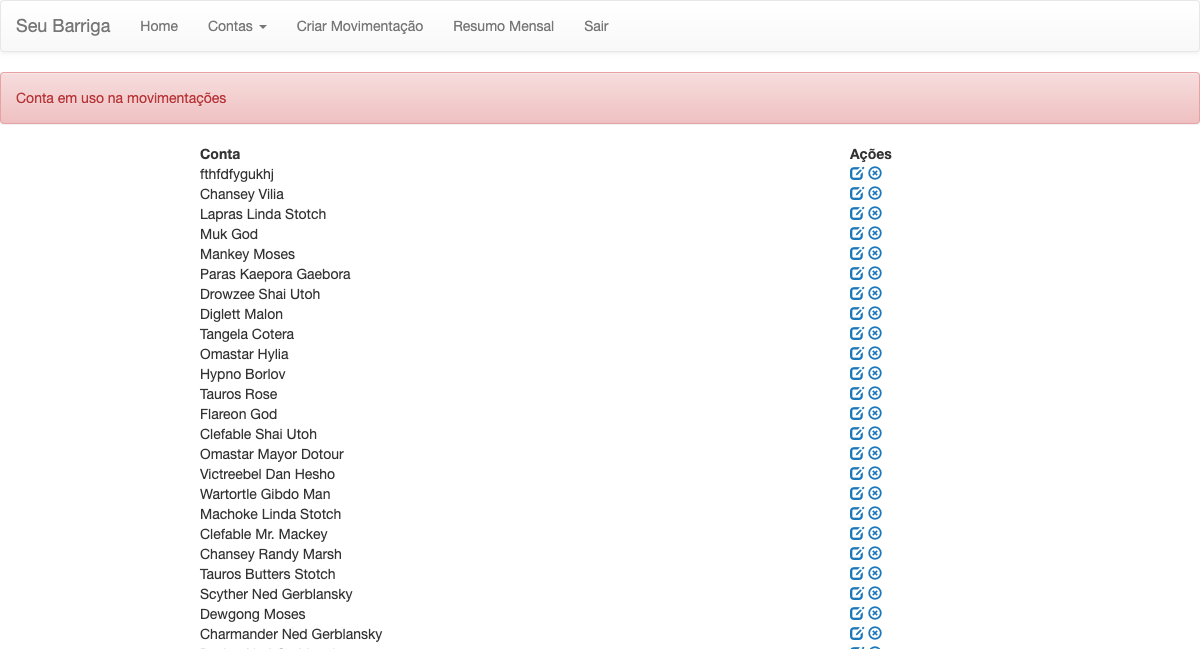 Seu Barriga Home Contas Criar Movimentação Resumo Mensal Sair
Conta em uso na movimentações
Conta Ações
fthfdfygukhj
Chansey Vilia
Lapras Linda Stotch
Muk God
Mankey Moses
Paras Kaepora Gaebora
Drowzee Shai Utoh
Diglett Malon
Tangela Cotera
Omastar Hylia
Hypno Borlov
Tauros Rose
Flareon God
Clefable Shai Utoh
Omastar Mayor Dotour
Victreebel Dan Hesho
Wartortle Gibdo Man
Machoke Linda Stotch
Clefable Mr. Mackey
Chansey Randy Marsh
Tauros Butters Stotch
Scyther Ned Gerblansky
Dewgong Moses
Charmander Ned Gerblansky